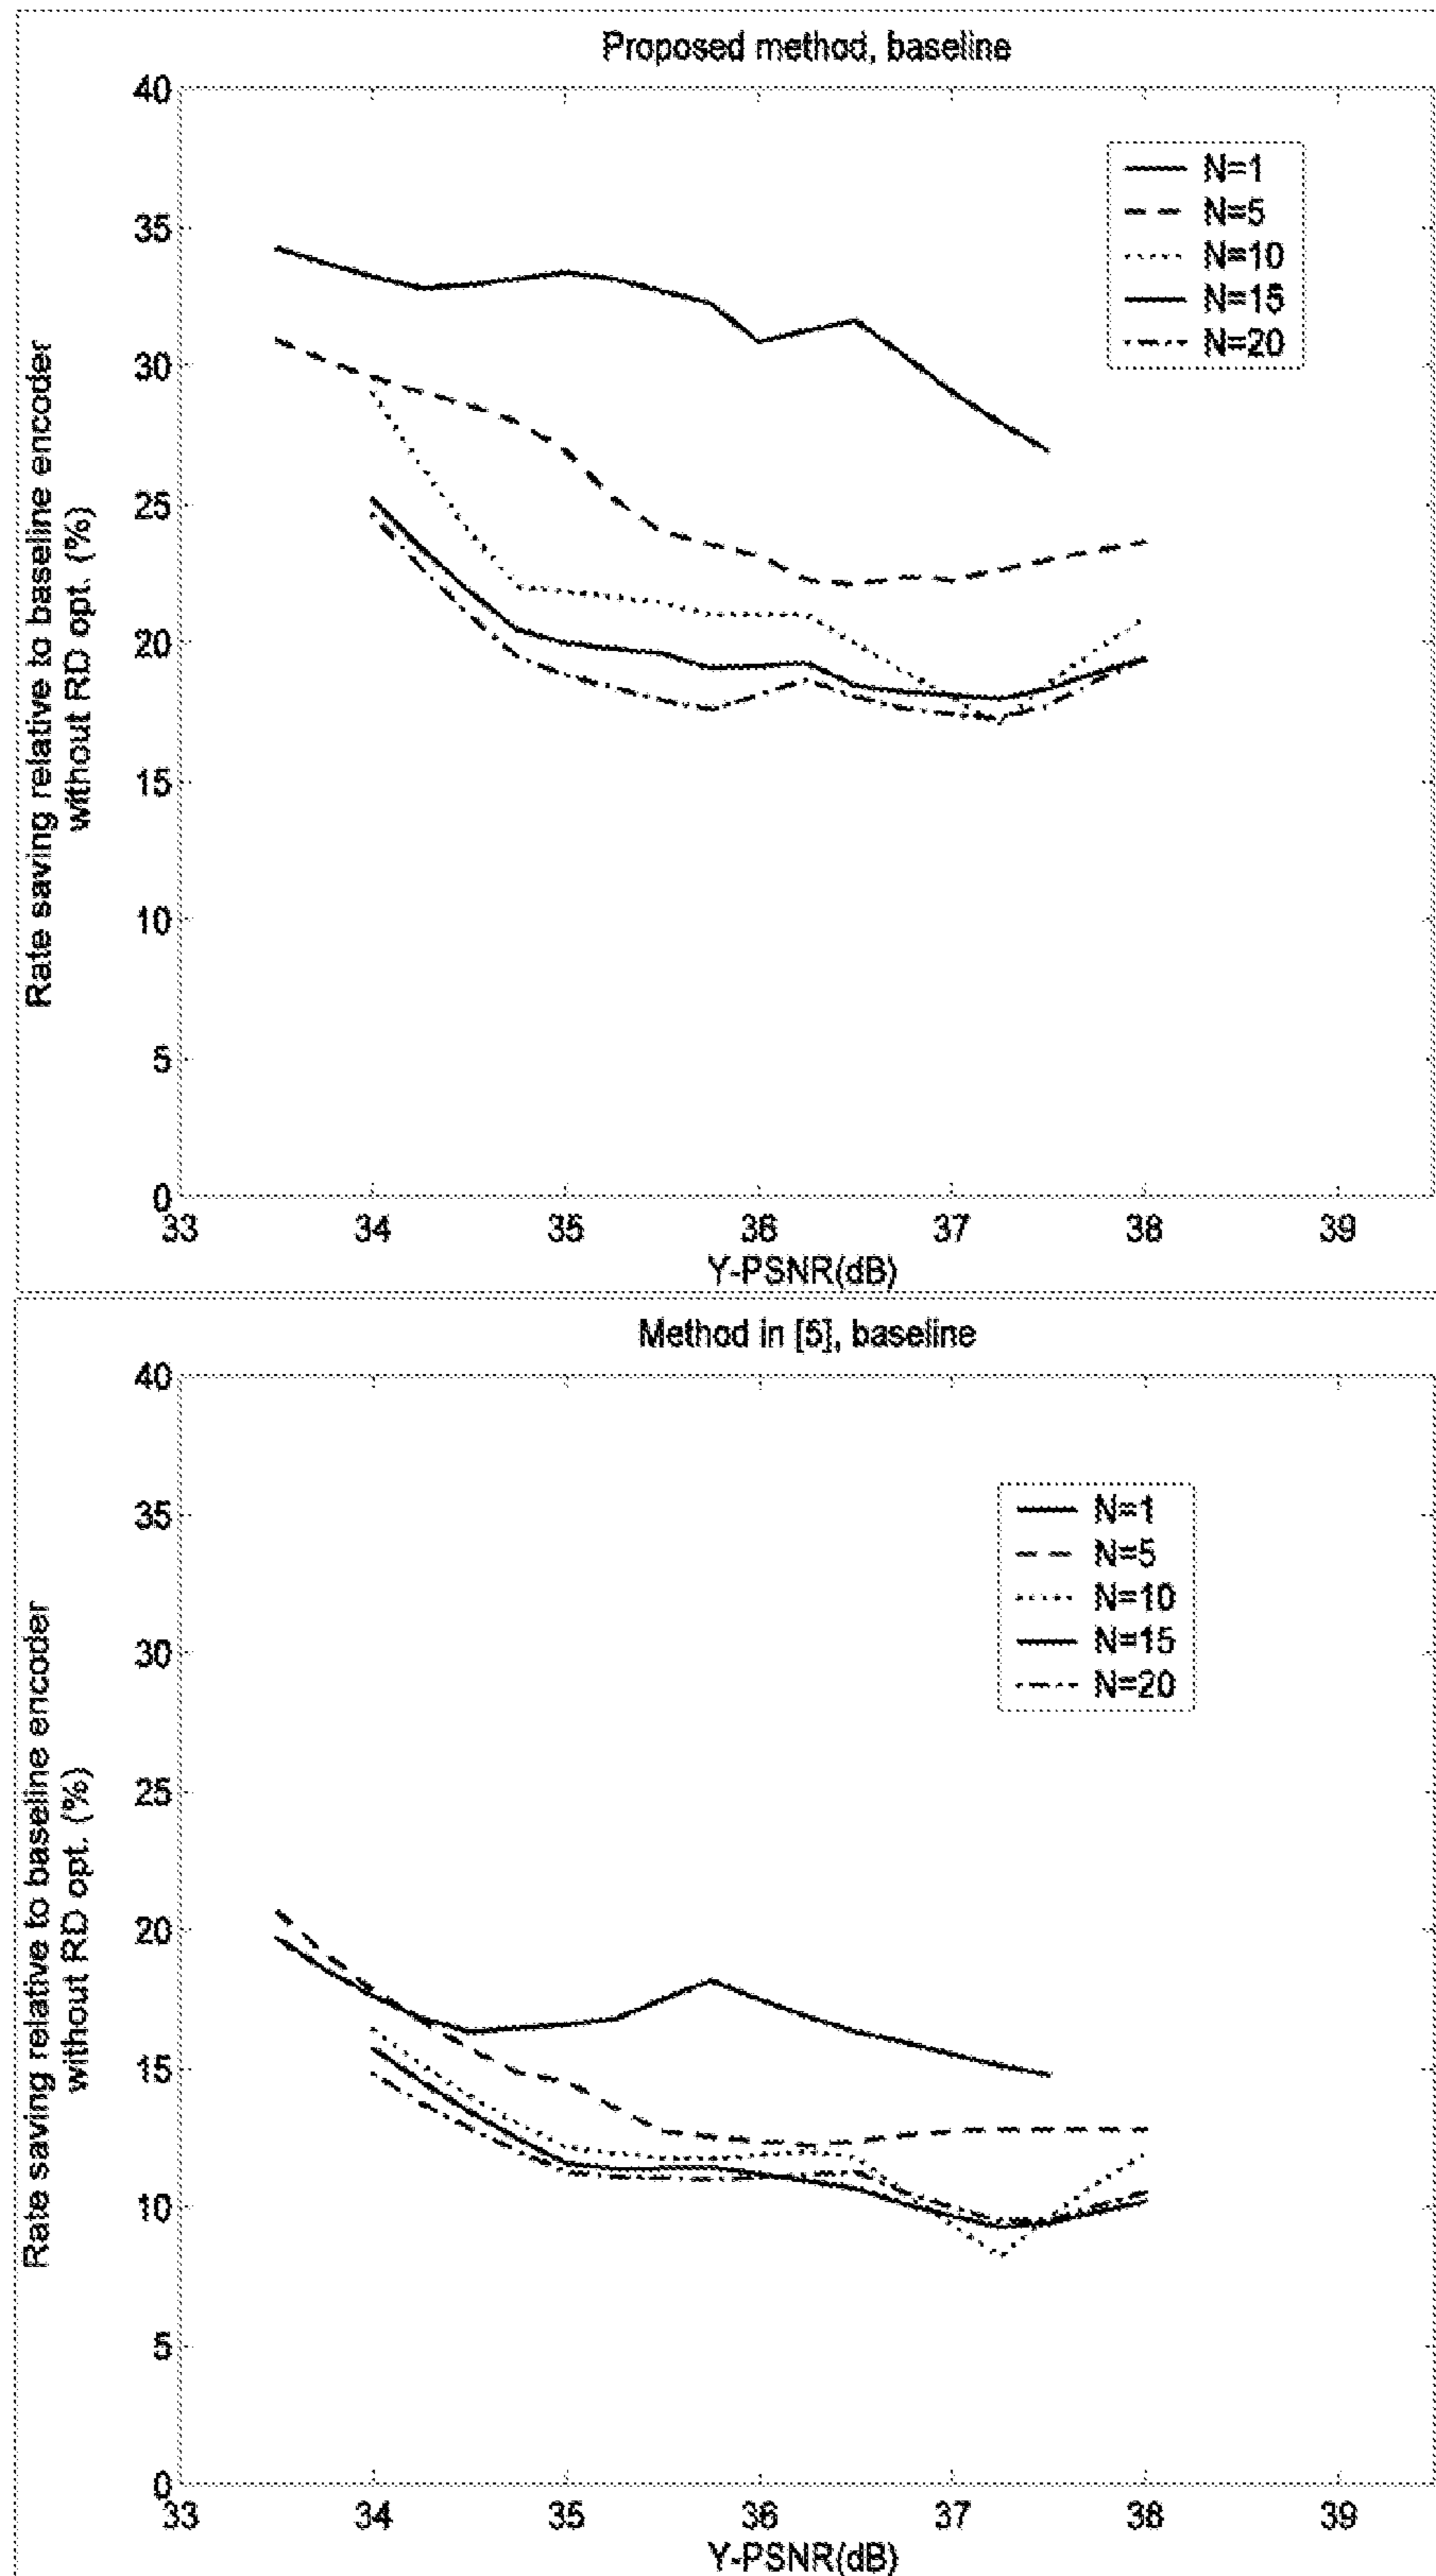 Proposed method, baseline
40
35
30
25
20
15
10
5
0
33
34
35
36
37
38
39
Y-PSNR(dB)
Rate saving relative to baseline encoder
without RD opt. (%)
N=1
N=5
N=10
N=15
N=20
Method in [5], baseline
40
35
30
25
20
15
10
5
0
33
34
35
36
37
38
39
Y-PSNR(dB)
Rate saving relative to baseline encoder
without RD opt. (%)
N=1
N=5
N=10
N=15
N=20